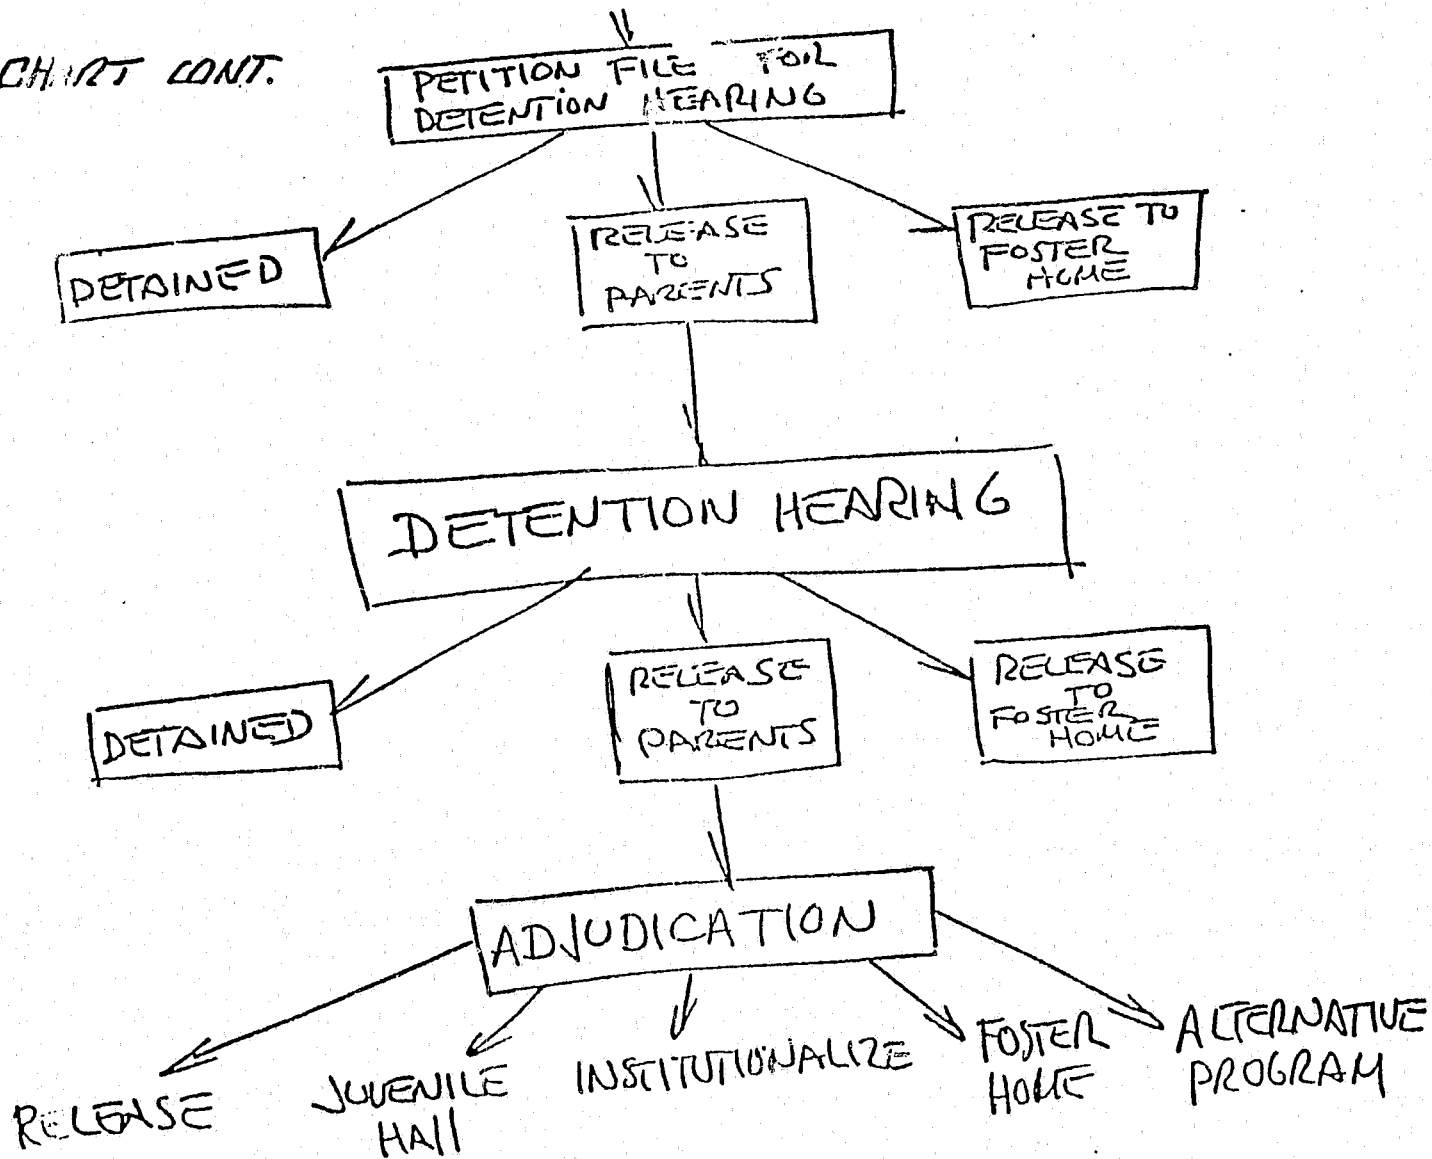 CHART CONT.
PETITION FILE FOR
DETENTION HEARING
DETAINED
RELEASE
TO
PARENTS
RELEASE TO
FOSTER
HOME
DETENTION HEARING
DETAINED
RELEASE
TO
PARENTS
RELEASE
TO
FOSTER
HOME
ADJUDICATION
RELEASE
JUVENILE
HAll
INSTITUTIONALIZE
FOSTER
HOME
ALTERNATIVE
PROGRAM